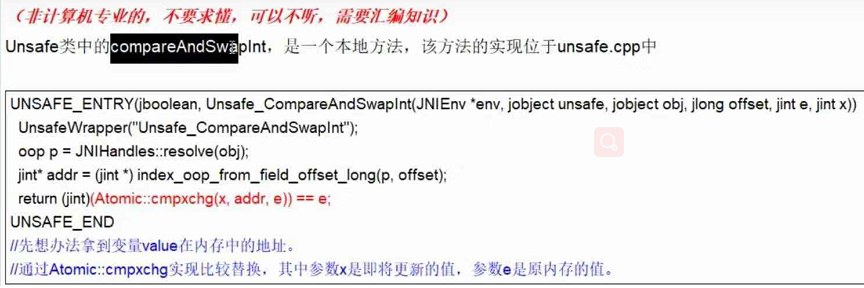 （非计算机专业的，不要求懂，可以不听，需要汇编知识）
Unsafe类中的compareAndSwapInt，是一个本地方法，该方法的实现位于unsafe.cpp中
UNSAFE_ENTRY(jboolean, Unsafe_CompareAndSwapInt(JNIEnv *env, jobject unsafe, jobject obj, jlong offset, jint e, jint x))
UnsafeWrapper("Unsafe_CompareAndSwapInt");
oop p = JNIHandles::resolve(obj);
jint* addr = (jint *) index_oop_from_field_offset_long(p, offset);
return (jint)(Atomic::cmpxchg(x, addr, e)) == e;
UNSAFE_END
//先想办法拿到变量value在内存中的地址。
//通过Atomic::cmpxchg实现比较替换，其中参数x是即将更新的值，参数e是原内存的值。